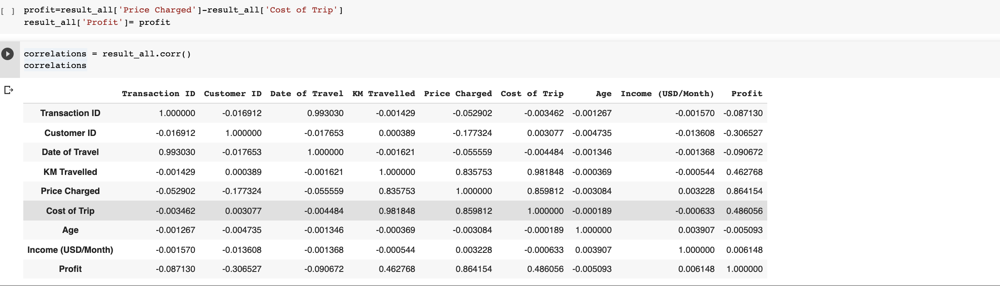 [ ] profit=result_all['Price Charged']-result_all['Cost of Trip']
result_all['Profit']= profit
correlations = result_all.corr()
correlations
Transaction ID Customer ID Date of Travel KM Travelled Price Charged Cost of Trip Age Income (USD/Month) Profit
Transaction ID 1.000000 -0.016912 0.993030 -0.001429 -0.052902 -0.003462 -0.001267 -0.001570 -0.087130
Customer ID -0.016912 1.000000 -0.017653 0.000389 -0.177324 0.003077 -0.004735 -0.013608 -0.306527
Date of Travel 0.993030 -0.017653 1.000000 -0.001621 -0.055559 -0.004484 -0.001346 -0.001368 -0.090672
KM Travelled -0.001429 0.000389 -0.001621 1.000000 0.835753 0.981848 -0.000369 -0.000544 0.462768
Price Charged -0.052902 -0.177324 -0.055559 0.835753 1.000000 0.859812 -0.003084 0.003228 0.864154
Cost of Trip -0.003462 0.003077 -0.004484 0.981848 0.859812 1.000000 -0.000189 -0.000633 0.486056
Age -0.001267 -0.004735 -0.001346 -0.000369 -0.003084 -0.000189 1.000000 0.003907 -0.005093
Income (USD/Month) -0.001570 -0.013608 -0.001368 -0.000544 0.003228 -0.000633 0.003907 1.000000 0.006148
Profit -0.087130 -0.306527 -0.090672 0.462768 0.864154 0.486056 -0.005093 0.006148 1.000000